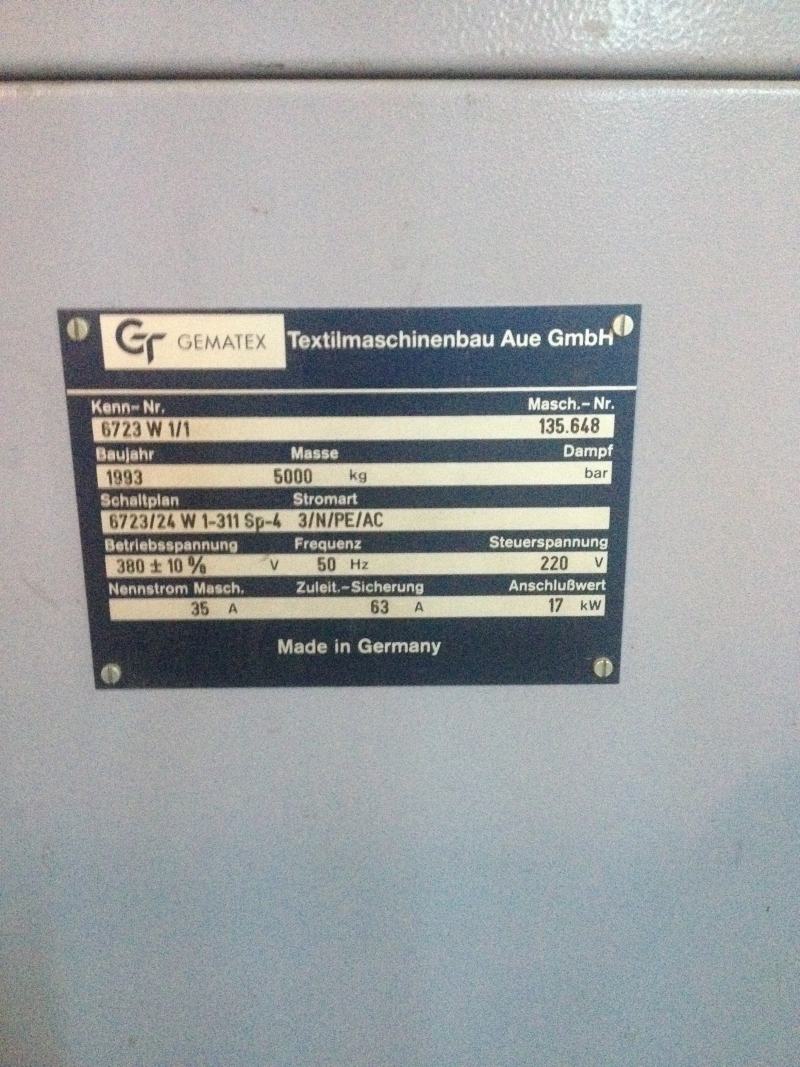 GT GEMATEX Textilmaschinenbau Aue GmbH
Kenn-Nr. Masch.-Nr.
6723 W 1/1 135.648
Baujahr Masse Dampf
1993 5000 kg bar
Schaltplan Stromart
6723/24 W 1-311 Sp-4 3/N/PE/AC
Betriebsspannung Frequenz Steuerspannung
380 ± 10 % V 50 Hz 220 V
Nennstrom Masch. Zuleit.-Sicherung Anschlußwert
35 A 63 A 17 kW
Made in Germany